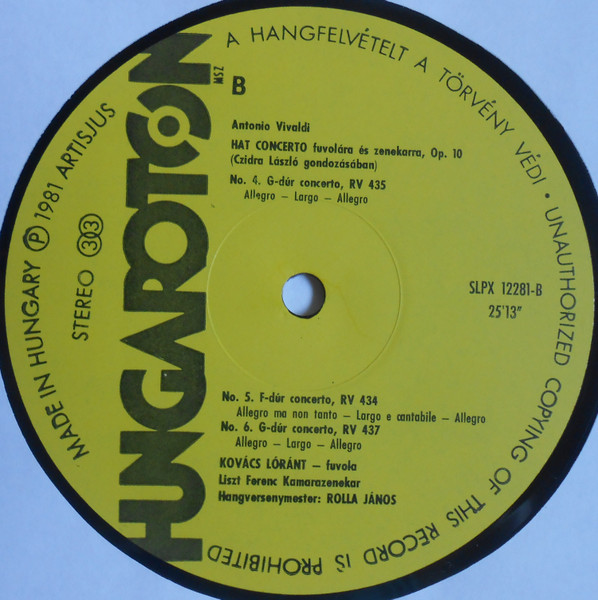 A HANGFELVÉTELT A TÖRVÉNY VÉDI • UNAUTHORIZED COPYING OF THIS RECORD IS PROHIBITED
MADE IN HUNGARY Ⓟ 1981 ARTISJUS
STEREO 33
HUNGAROTON
MSZ
B
Antonio Vivaldi
HAT CONCERTO fuvolára és zenekarra, Op. 10
(Czidra László gondozásában)
No. 4. G-dúr concerto, RV 435
Allegro – Largo – Allegro
SLPX 12281-B
25'13"
No. 5. F-dúr concerto, RV 434
Allegro ma non tanto – Largo e cantabile – Allegro
No. 6. G-dúr concerto, RV 437
Allegro – Largo – Allegro
KOVÁCS LÓRÁNT – fuvola
Liszt Ferenc Kamarazenekar
Hangversenymester: ROLLA JÁNOS